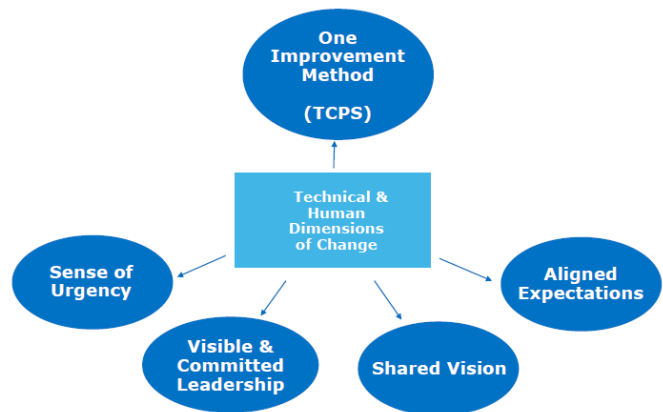 One
Improvement
Method
(TCPS)
Technical &
Human
Dimensions
of Change
Sense of
Urgency
Visible &
Committed
Leadership
Shared Vision
Aligned
Expectations